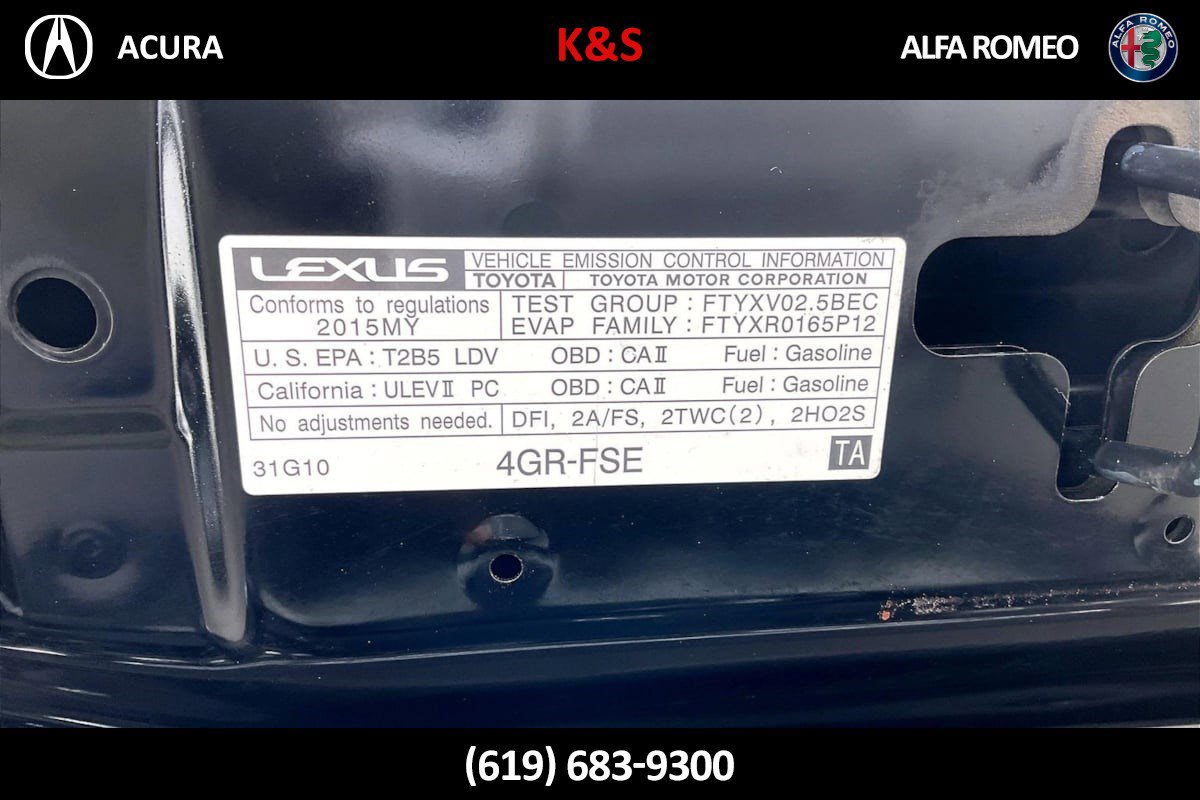 ACURA
K&S
ALFA ROMEO
ALFA ROMEO
LEXUS
VEHICLE EMISSION CONTROL INFORMATION
TOYOTA
TOYOTA MOTOR CORPORATION
Conforms to regulations
2015MY
TEST GROUP : FTYXV02.5BEC
EVAP FAMILY : FTYXR0165P12
U. S. EPA : T2B5 LDV OBD : CAⅡ Fuel : Gasoline
California : ULEVⅡ PC OBD : CAⅡ Fuel : Gasoline
No adjustments needed. DFI, 2A/FS, 2TWC(2), 2HO2S
31G10 4GR-FSE TA
(619) 683-9300